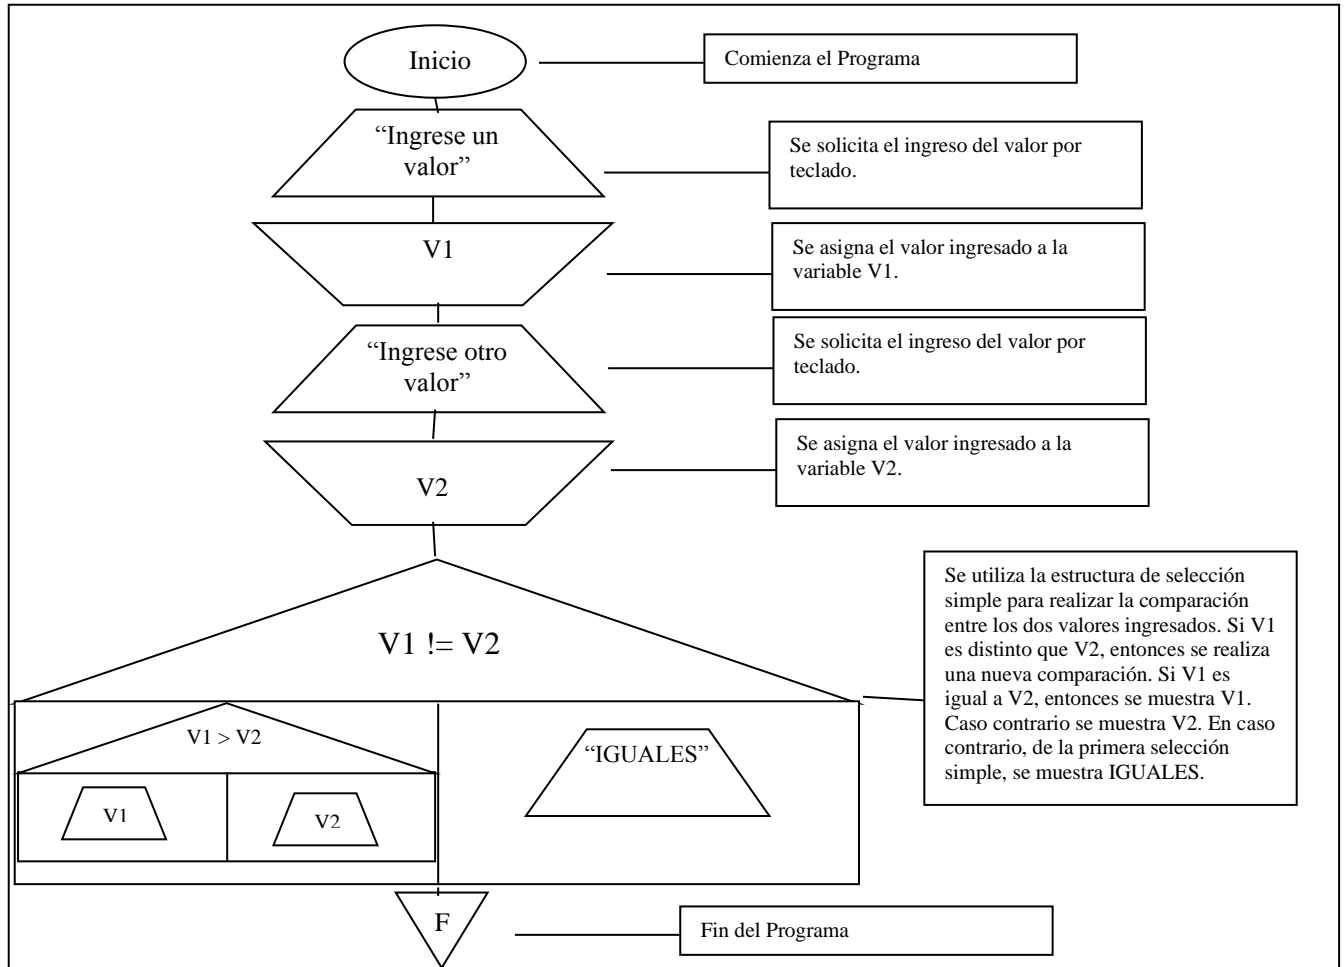 Inicio
Comienza el Programa
“Ingrese un
valor”
Se solicita el ingreso del valor por
teclado.
V1
Se asigna el valor ingresado a la
variable V1.
“Ingrese otro
valor”
Se solicita el ingreso del valor por
teclado.
V2
Se asigna el valor ingresado a la
variable V2.
V1 != V2
Se utiliza la estructura de selección
simple para realizar la comparación
entre los dos valores ingresados. Si V1
es distinto que V2, entonces se realiza
una nueva comparación. Si V1 es
igual a V2, entonces se muestra V1.
Caso contrario se muestra V2. En caso
contrario, de la primera selección
simple, se muestra IGUALES.
V1 > V2
“IGUALES”
V1
V2
F
Fin del Programa